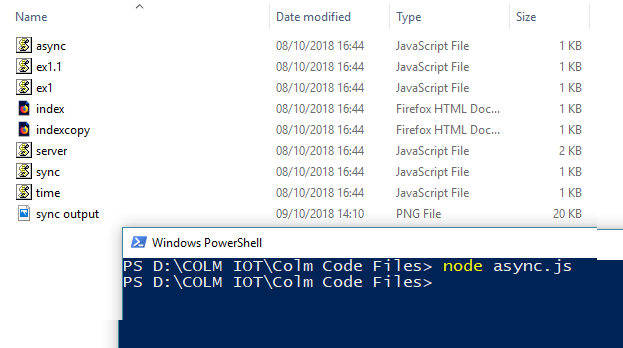 Name Date modified Type Size
async 08/10/2018 16:44 JavaScript File 1 KB
ex1.1 08/10/2018 16:44 JavaScript File 1 KB
ex1 08/10/2018 16:44 JavaScript File 1 KB
index 08/10/2018 16:44 Firefox HTML Doc... 1 KB
indexcopy 08/10/2018 16:44 Firefox HTML Doc... 1 KB
server 08/10/2018 16:44 JavaScript File 2 KB
sync 08/10/2018 16:44 JavaScript File 1 KB
time 08/10/2018 16:44 JavaScript File 1 KB
sync output 09/10/2018 14:10 PNG File 20 KB
Windows PowerShell
PS D:\COLM IOT\Colm Code Files> node async.js
PS D:\COLM IOT\Colm Code Files>